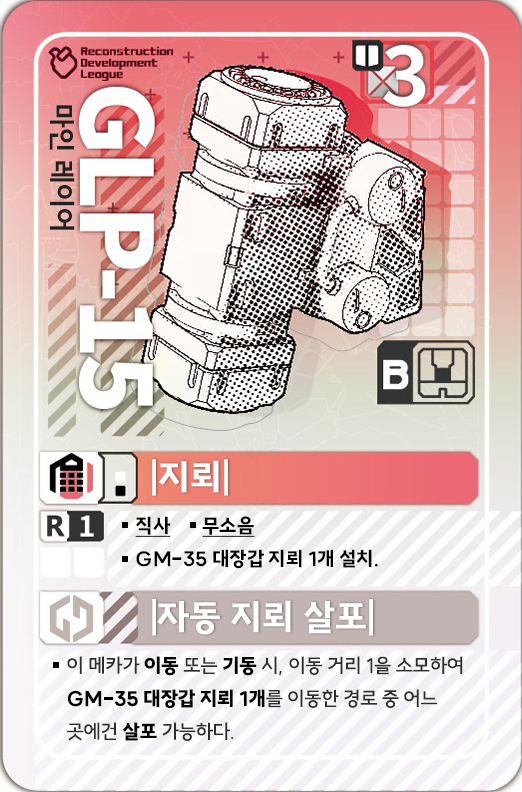 Reconstruction
Development
League
3
GLP-15
마인 레이어
B
|지뢰|
R 1
▪ 직사 ▪ 무소음
▪ GM-35 대장갑 지뢰 1개 설치.
|자동 지뢰 살포|
▪ 이 메카가 이동 또는 기동 시, 이동 거리 1을 소모하여
GM-35 대장갑 지뢰 1개를 이동한 경로 중 어느
곳에건 살포 가능하다.